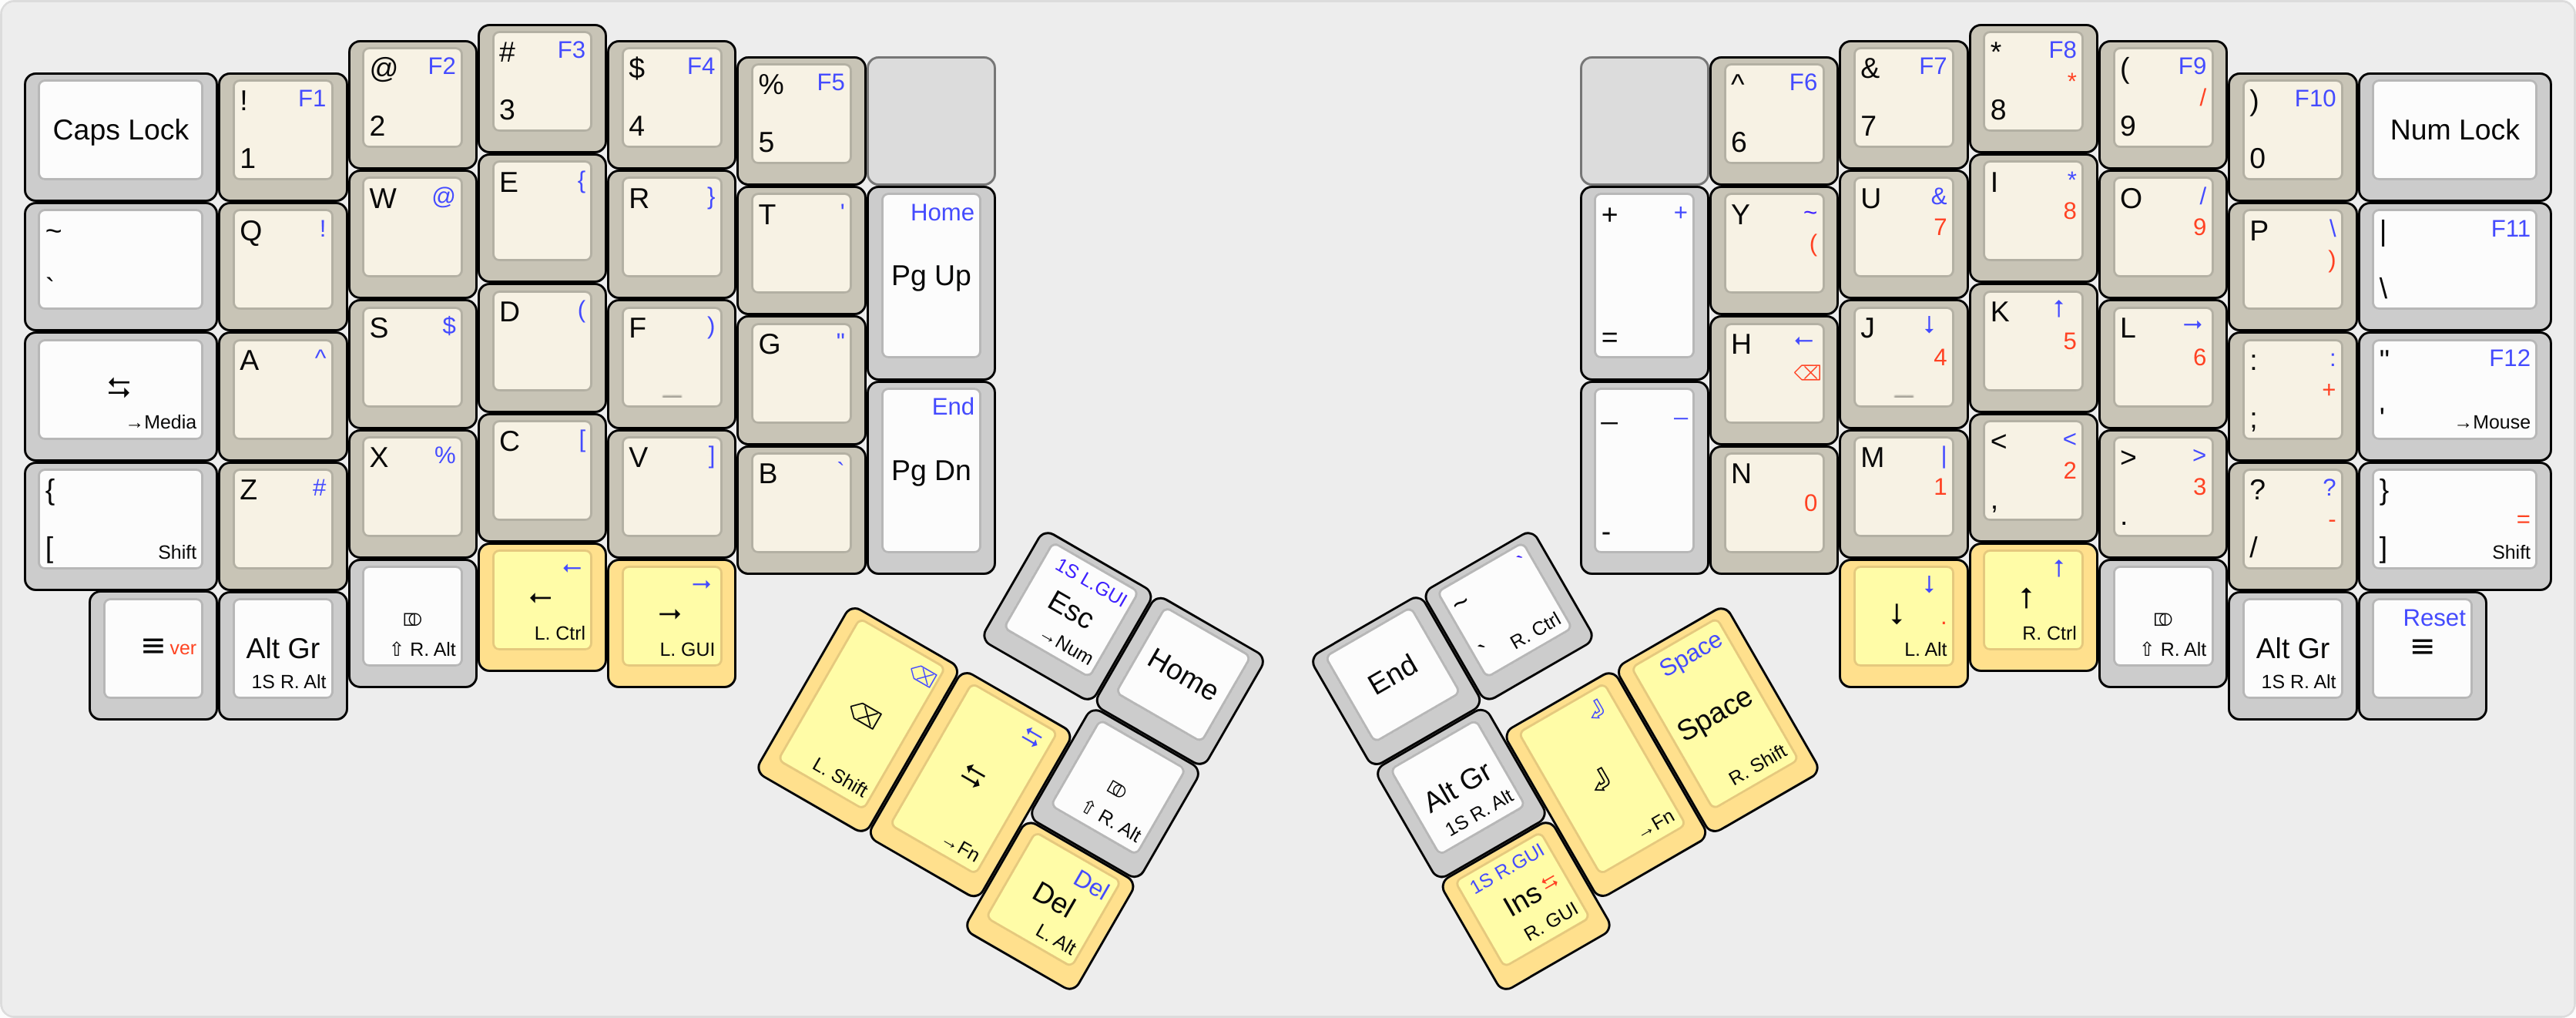 Caps Lock
! F1
1
@ F2
2
# F3
3
$ F4
4
% F5
5
^ F6
6
& F7
7
* F8
*
8
( F9
/
9
) F10
0
Num Lock
~
`
Q !
W @
E {
R }
T '
Home
Pg Up
+ +
=
Y ~
(
U &
7
I *
8
O /
9
P \
)
| F11
\
⇆
→Media
A ^
S $
D (
F )
G "
End
Pg Dn
_ _
-
H ←
⌫
J ↓
4
K ↑
5
L →
6
: :
+
;
" F12
' →Mouse
{
[ Shift
Z #
X %
C [
V ]
B `
N
0
M |
1
< <
2
,
> >
3
.
? ?
-
/
}
=
] Shift
≡ ver
Alt Gr
1S R. Alt
⎄
⇧ R. Alt
←
←
L. Ctrl
→
→
L. GUI
1S L.GUI
Esc
→Num
Home
⌫
⌫
L. Shift
⇆
⇆
→Fn
⎄
⇧ R. Alt
Del
Del
L. Alt
End
`
~
` R. Ctrl
Alt Gr
1S R. Alt
⏎
⏎
→Fn
Space
Space
R. Shift
1S R.GUI
Ins ⇆
R. GUI
↓
↓ .
L. Alt
↑
↑
R. Ctrl
⎄
⇧ R. Alt
Alt Gr
1S R. Alt
Reset
≡